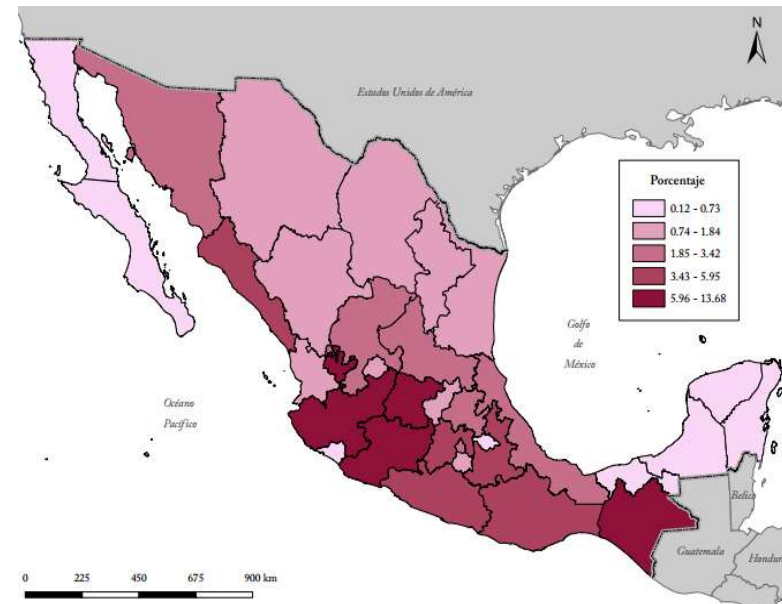 N
Estados Unidos de América
Porcentaje
0.12 - 0.73
0.74 - 1.84
1.85 - 3.42
3.43 - 5.95
5.96 - 13.68
Golfo
de
México
Océano
Pacífico
Belice
Guatemala
Hondur
0 225 450 675 900 km